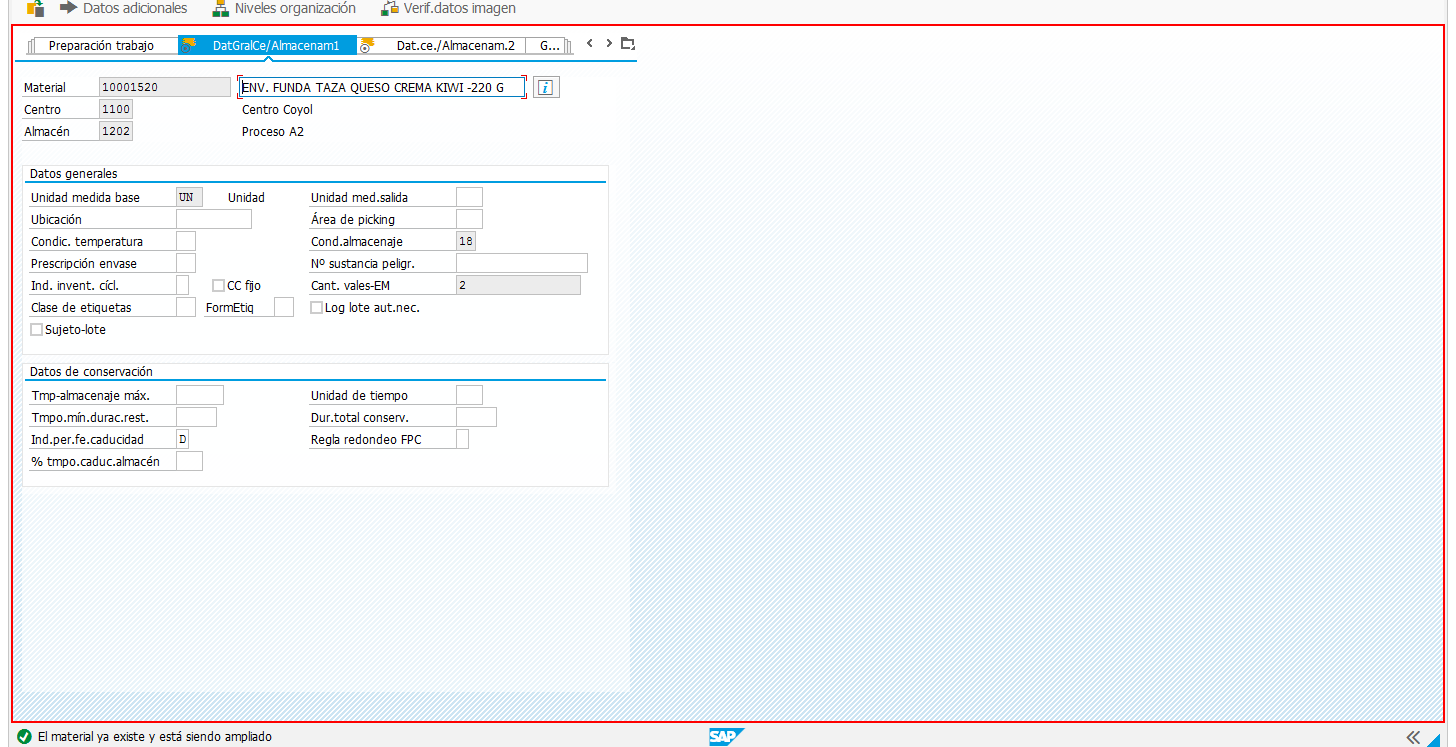 Datos adicionales Niveles organización Verif.datos imagen
Preparación trabajo DatGralCe/Almacenam1 Dat.ce./Almacenam.2 G...
Material 10001520 ENV. FUNDA TAZA QUESO CREMA KIWI -220 G
Centro 1100 Centro Coyol
Almacén 1202 Proceso A2
Datos generales
Unidad medida base UN Unidad Unidad med.salida
Ubicación Área de picking
Condic. temperatura Cond.almacenaje 18
Prescripción envase Nº sustancia peligr.
Ind. invent. cícl. CC fijo Cant. vales-EM 2
Clase de etiquetas FormEtiq Log lote aut.nec.
Sujeto-lote
Datos de conservación
Tmp-almacenaje máx. Unidad de tiempo
Tmpo.mín.durac.rest. Dur.total conserv.
Ind.per.fe.caducidad D Regla redondeo FPC
% tmpo.caduc.almacén
El material ya existe y está siendo ampliado SAP